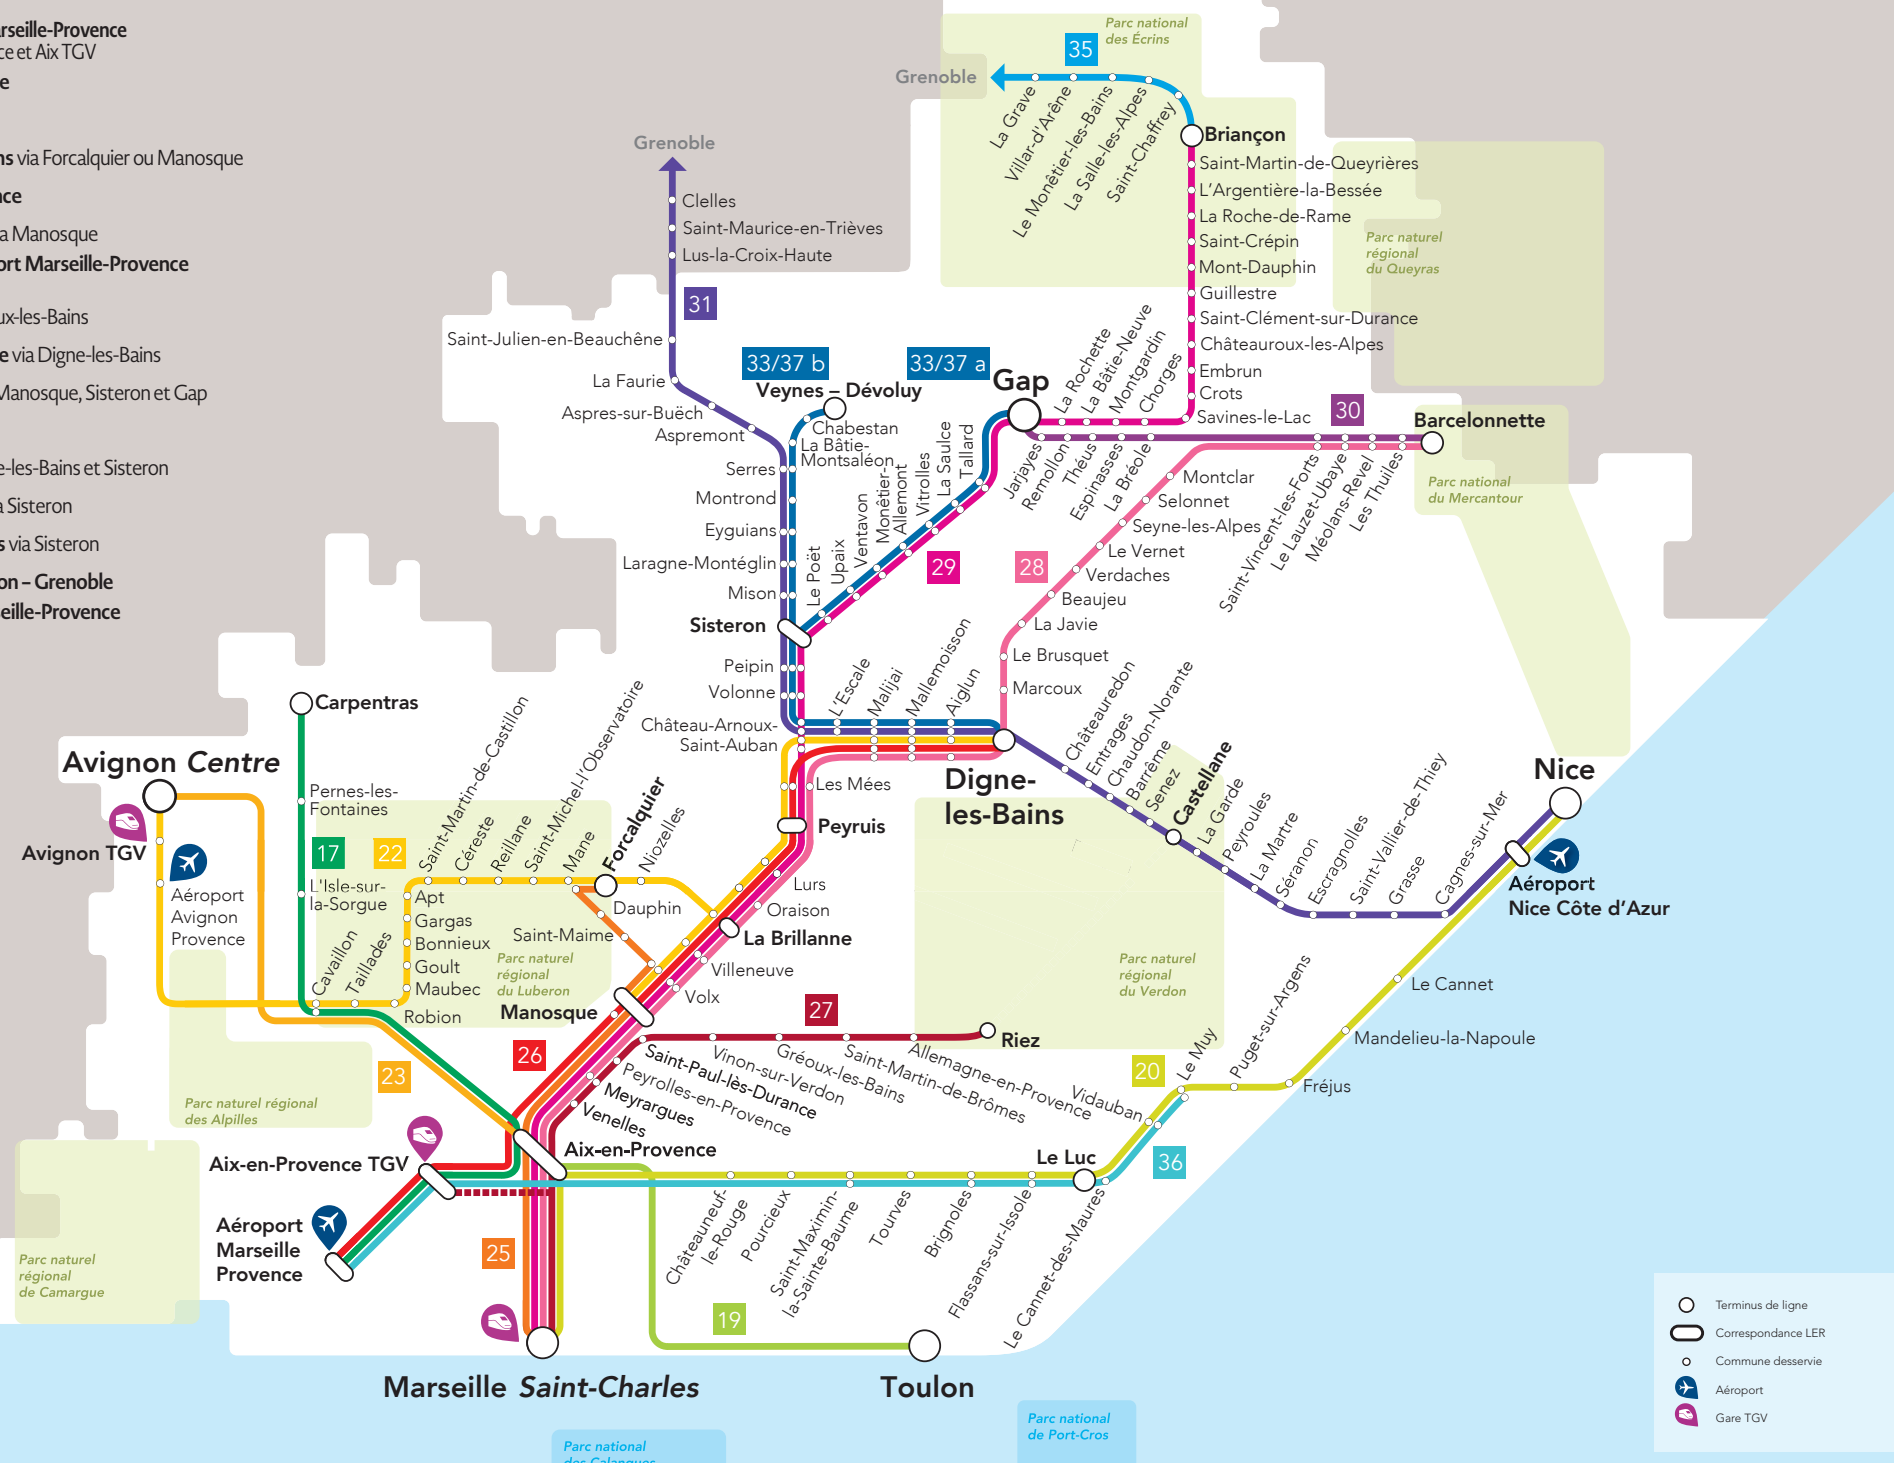 rseille-Provence
ce et Aix TGV
e
ns via Forcalquier ou Manosque
nce
a Manosque
ort Marseille-Provence
ux-les-Bains
e via Digne-les-Bains
Manosque, Sisteron et Gap
e-les-Bains et Sisteron
a Sisteron
s via Sisteron
on – Grenoble
eille-Provence
Parc national
des Écrins
35
Grenoble
La Grave
Villar-d'Arêne
Le Monêtier-les-Bains
La Salle-les-Alpes
Saint-Chaffrey
Briançon
Saint-Martin-de-Queyrières
L'Argentière-la-Bessée
La Roche-de-Rame
Saint-Crépin
Mont-Dauphin
Guillestre
Saint-Clément-sur-Durance
Châteauroux-les-Alpes
Embrun
Crots
Savines-le-Lac
Parc naturel
régional
du Queyras
Grenoble
Clelles
Saint-Maurice-en-Trièves
Lus-la-Croix-Haute
31
Saint-Julien-en-Beauchêne
La Faurie
Aspres-sur-Buëch
Aspremont
Serres
Montrond
Eyguians
Laragne-Montéglin
Mison
Sisteron
Peipin
Volonne
Château-Arnoux-
Saint-Auban
33/37 b
Veynes – Dévoluy
Chabestan
La Bâtie-
Montsaléon
33/37 a
Gap
Le Poët
Upaix
Ventavon
Monêtier-
Allemont
Vitrolles
La Saulce
Tallard
29
La Rochette
La Bâtie-Neuve
Montgardin
Chorges
30
Barcelonnette
Jarjayes
Remollon
Théus
Espinasses
La Bréole
Saint-Vincent-les-Forts
Le Lauzet-Ubaye
Méolans-Revel
Les Thuiles
Parc national
du Mercantour
28
Montclar
Selonnet
Seyne-les-Alpes
Le Vernet
Verdaches
Beaujeu
La Javie
Le Brusquet
Marcoux
L'Escale
Malijai
Mallemoisson
Aiglun
Digne-
les-Bains
Les Mées
Peyruis
Châteauredon
Entrages
Chaudon-Norante
Barrême
Senez
Castellane
La Garde
Peyroules
La Martre
Séranon
Escragnolles
Saint-Vallier-de-Thiey
Grasse
Cagnes-sur-Mer
Nice
Aéroport
Nice Côte d'Azur
Carpentras
Pernes-les-
Fontaines
17
L'Isle-sur-
la-Sorgue
Avignon Centre
Avignon TGV
Aéroport
Avignon
Provence
Cavaillon
Taillades
Robion
Maubec
Goult
Bonnieux
Gargas
Apt
22
Saint-Martin-de-Castillon
Céreste
Reillane
Saint-Michel-l'Observatoire
Mane
Forcalquier
Niozelles
Dauphin
Saint-Maime
Parc naturel
régional
du Luberon
Lurs
Oraison
La Brillanne
Villeneuve
Volx
Manosque
Parc naturel
régional
du Verdon
27
Riez
Saint-Paul-lès-Durance
Vinon-sur-Verdon
Gréoux-les-Bains
Saint-Martin-de-Brômes
Allemagne-en-Provence
Peyrolles-en-Provence
Meyrargues
Venelles
26
23
Parc naturel régional
des Alpilles
Aix-en-Provence TGV
Aix-en-Provence
Aéroport
Marseille
Provence
Parc naturel
régional
de Camargue
25
Marseille Saint-Charles
19
Toulon
Châteauneuf-
le-Rouge
Pourcieux
Saint-Maximin-
la-Sainte-Baume
Tourves
Brignoles
Flassans-sur-Issole
Le Cannet-des-Maures
Le Luc
36
20
Vidauban
Le Muy
Puget-sur-Argens
Fréjus
Mandelieu-la-Napoule
Le Cannet
Parc national
des Calanques
Parc national
de Port-Cros
Terminus de ligne
Correspondance LER
Commune desservie
Aéroport
Gare TGV